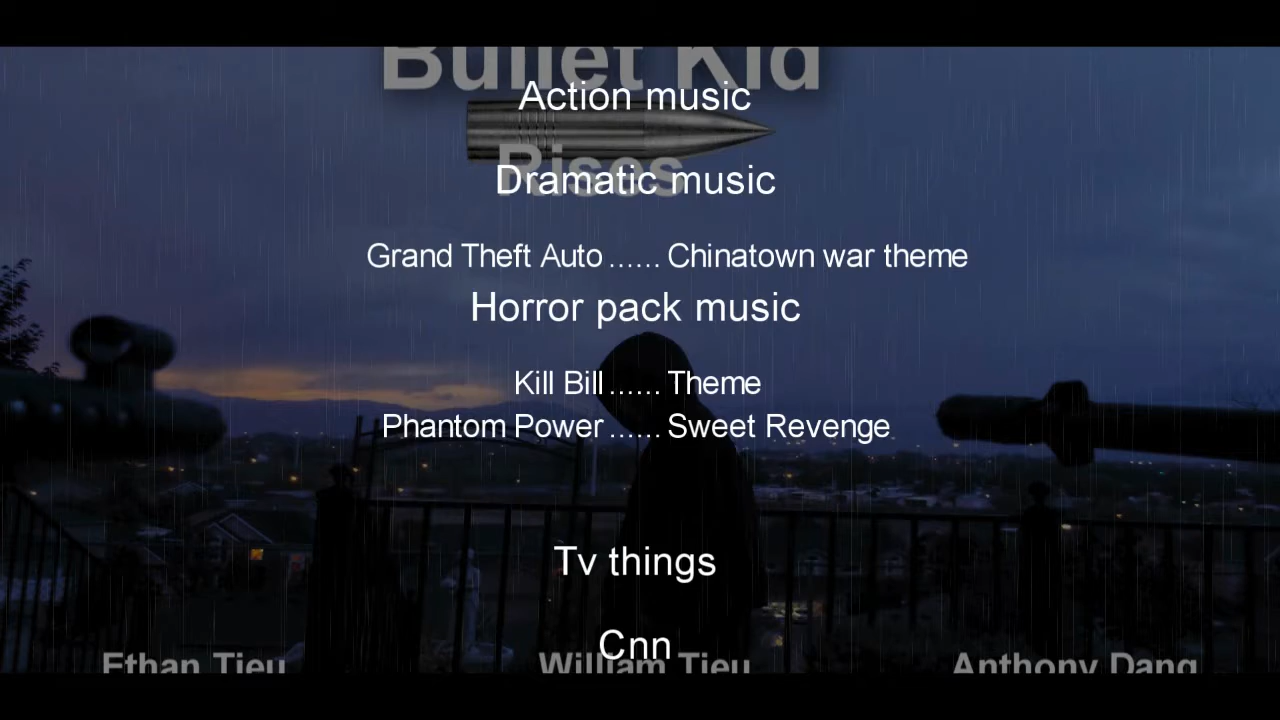 Bullet Kid
Action music
Rises
Dramatic music
Grand Theft Auto ...... Chinatown war theme
Horror pack music
Kill Bill ...... Theme
Phantom Power ...... Sweet Revenge
Tv things
Cnn
Ethan Tieu William Tieu Anthony Dang